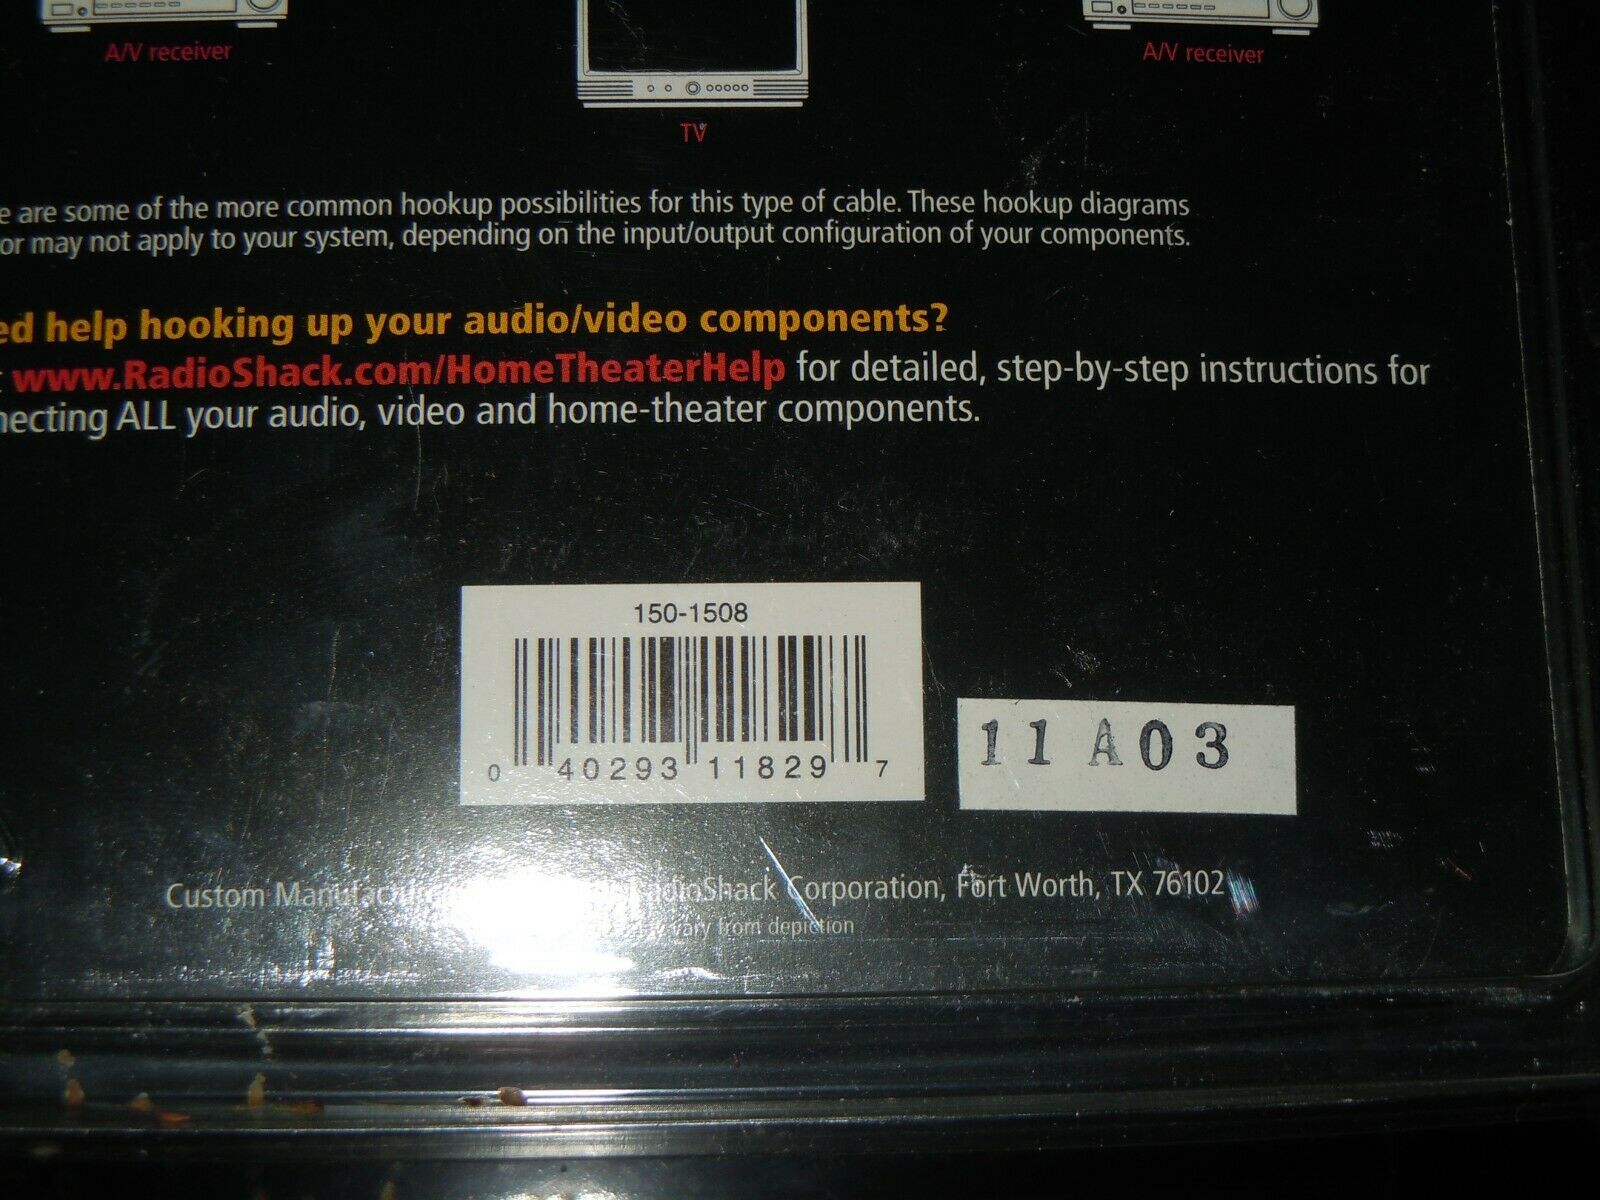 A/V receiver
A/V receiver
TV
are some of the more common hookup possibilities for this type of cable. These hookup diagrams
or may not apply to your system, depending on the input/output configuration of your components.
help hooking up your audio/video components?
www.RadioShack.com/HomeTheaterHelp for detailed, step-by-step instructions for
ALL your audio, video and home-theater components.
150-1508
0 40293 11829 7
11 A03
Custom RadioShack Corporation, Fort Worth, TX 76102
vary from depiction